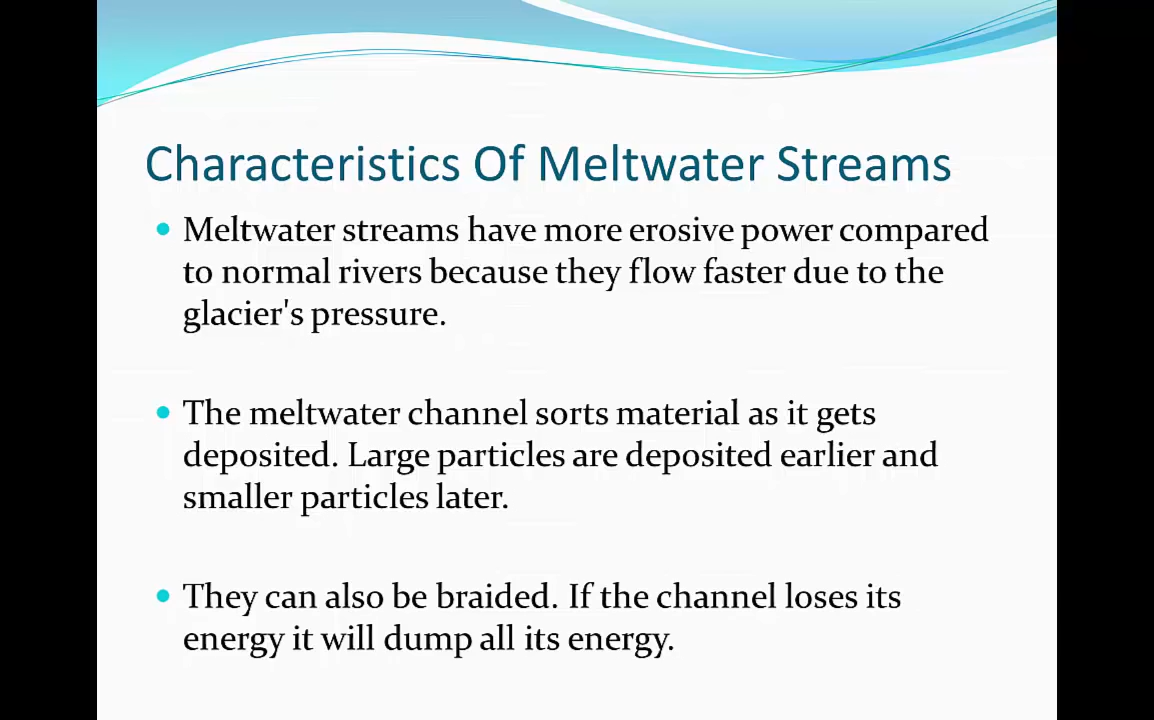 Characteristics Of Meltwater Streams
• Meltwater streams have more erosive power compared
to normal rivers because they flow faster due to the
glacier's pressure.
• The meltwater channel sorts material as it gets
deposited. Large particles are deposited earlier and
smaller particles later.
• They can also be braided. If the channel loses its
energy it will dump all its energy.